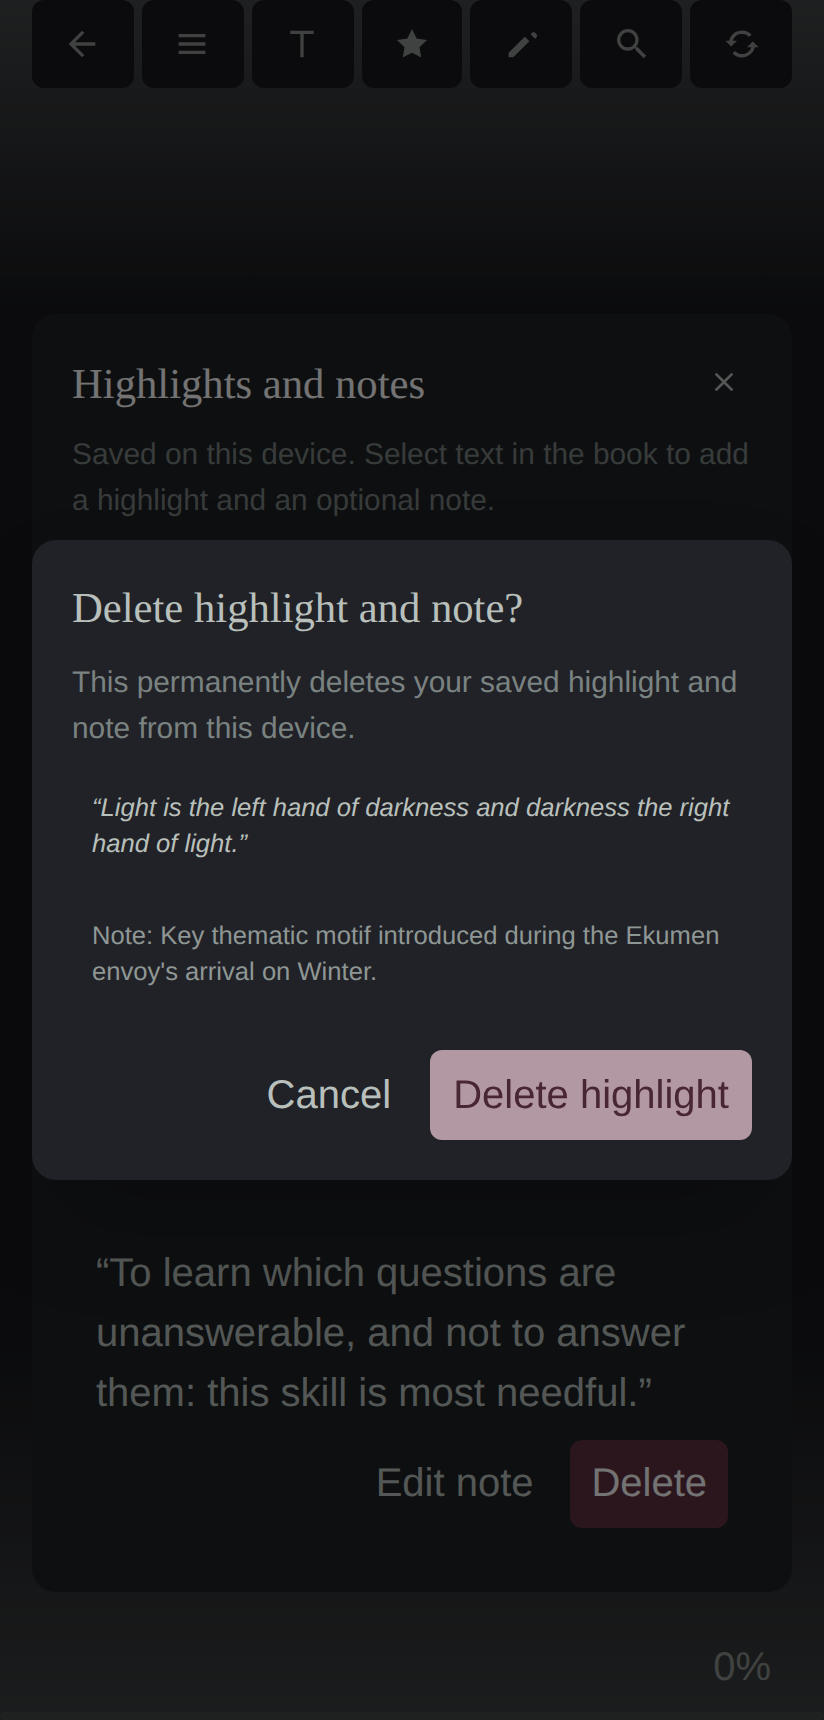 Highlights and notes
Saved on this device. Select text in the book to add
a highlight and an optional note.
Delete highlight and note?
This permanently deletes your saved highlight and
note from this device.
“Light is the left hand of darkness and darkness the right
hand of light.”
Note: Key thematic motif introduced during the Ekumen
envoy's arrival on Winter.
Cancel
Delete highlight
“To learn which questions are
unanswerable, and not to answer
them: this skill is most needful.”
Edit note
Delete
0%